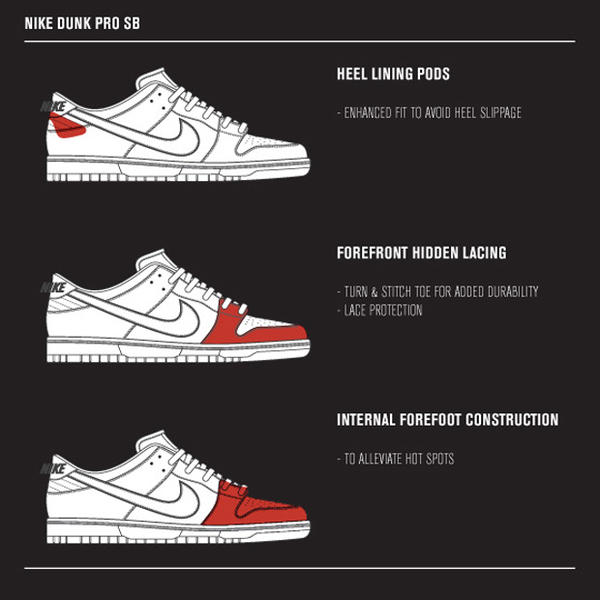 NIKE DUNK PRO SB
NIKE
HEEL LINING PODS
- ENHANCED FIT TO AVOID HEEL SLIPPAGE
NIKE
FOREFRONT HIDDEN LACING
- TURN & STITCH TOE FOR ADDED DURABILITY
- LACE PROTECTION
NIKE
INTERNAL FOREFOOT CONSTRUCTION
- TO ALLEVIATE HOT SPOTS